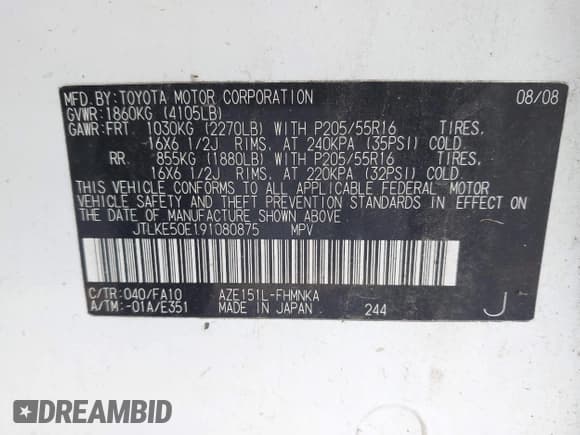 MFD.BY:TOYOTA MOTOR CORPORATION 08/08
GVWR:1860KG (4105LB)
GAWR:FRT 1030KG (2270LB) WITH P205/55R16 TIRES,
-16X6 1/2J RIMS, AT 240KPA (35PSI) COLD.
RR 855KG (1880LB) WITH P205/55R16 TIRES,
16X6 1/2J RIMS, AT 220KPA (32PSI) COLD.
THIS VEHICLE CONFORMS TO ALL APPLICABLE FEDERAL MOTOR
VEHICLE SAFETY AND THEFT PREVENTION STANDARDS IN EFFECT ON
THE DATE OF MANUFACTURE SHOWN ABOVE.
JTLKE50E191080875 MPV
C/TR:040/FA10 AZE151L-FHMNKA
A/TM:-01A/E351 MADE IN JAPAN 244 J
DREAMBID